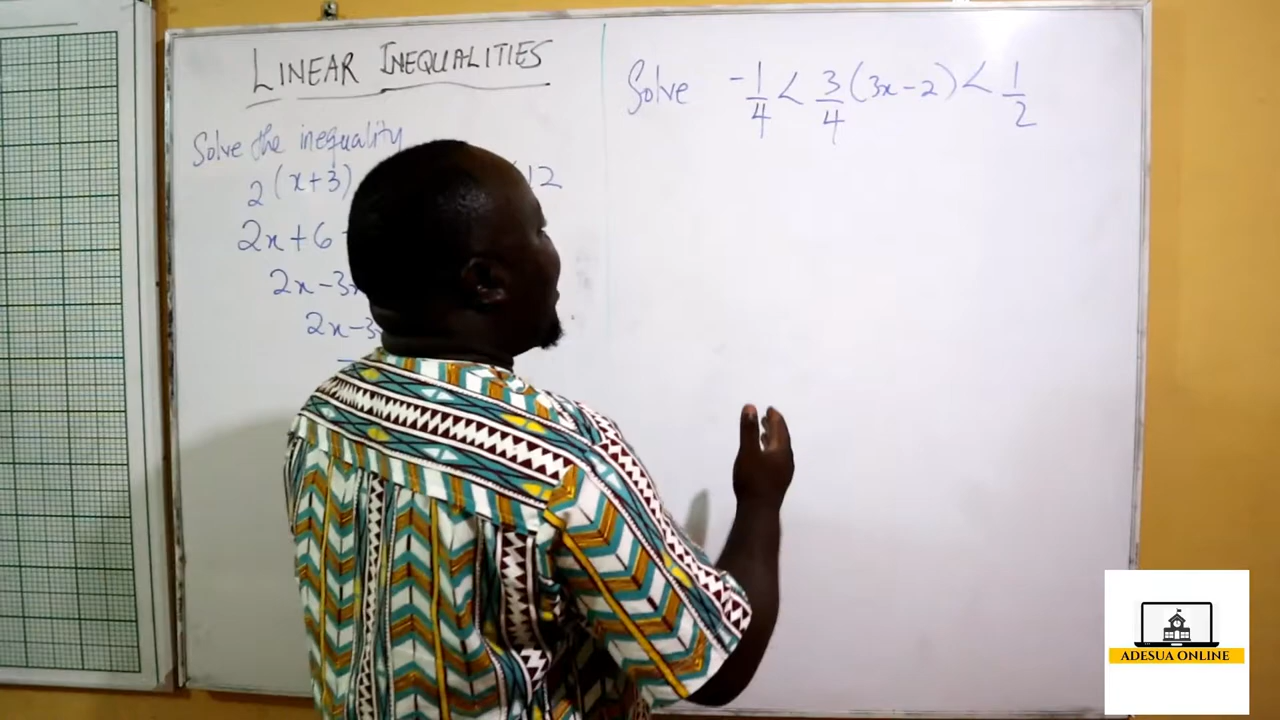 LINEAR INEQUALITIES
Solve the inequality
2(x+3) 12
2x+6
2x-3x
2x-3
Solve -1/4 < 3/4(3x-2) < 1/2
ADESUA ONLINE